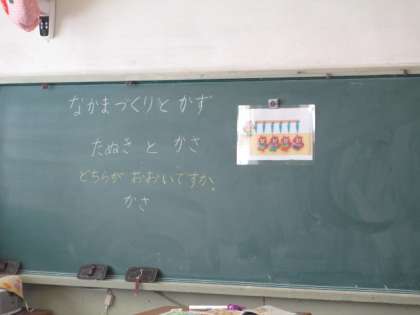 なかまづくりと かず
たぬき と かさ
どちらが おおいですか。
かさ